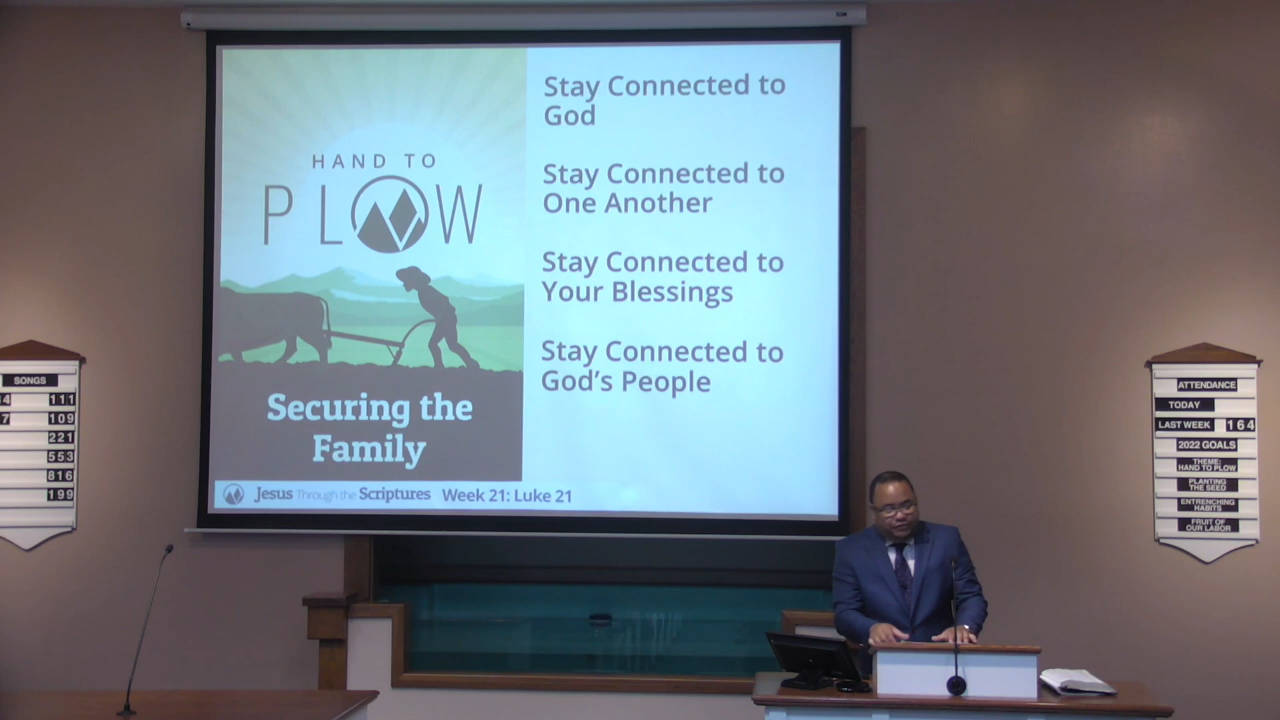 HAND TO
PLOW
Securing the
Family
Stay Connected to
God
Stay Connected to
One Another
Stay Connected to
Your Blessings
Stay Connected to
God's People
Jesus Through the Scriptures Week 21: Luke 21
SONGS
4 111
7 109
221
553
816
199
ATTENDANCE
TODAY
LAST WEEK 164
2022 GOALS
THEME:
HAND TO PLOW
PLANTING
THE SEED
ENTRENCHING
HABITS
FRUIT OF
OUR LABOR